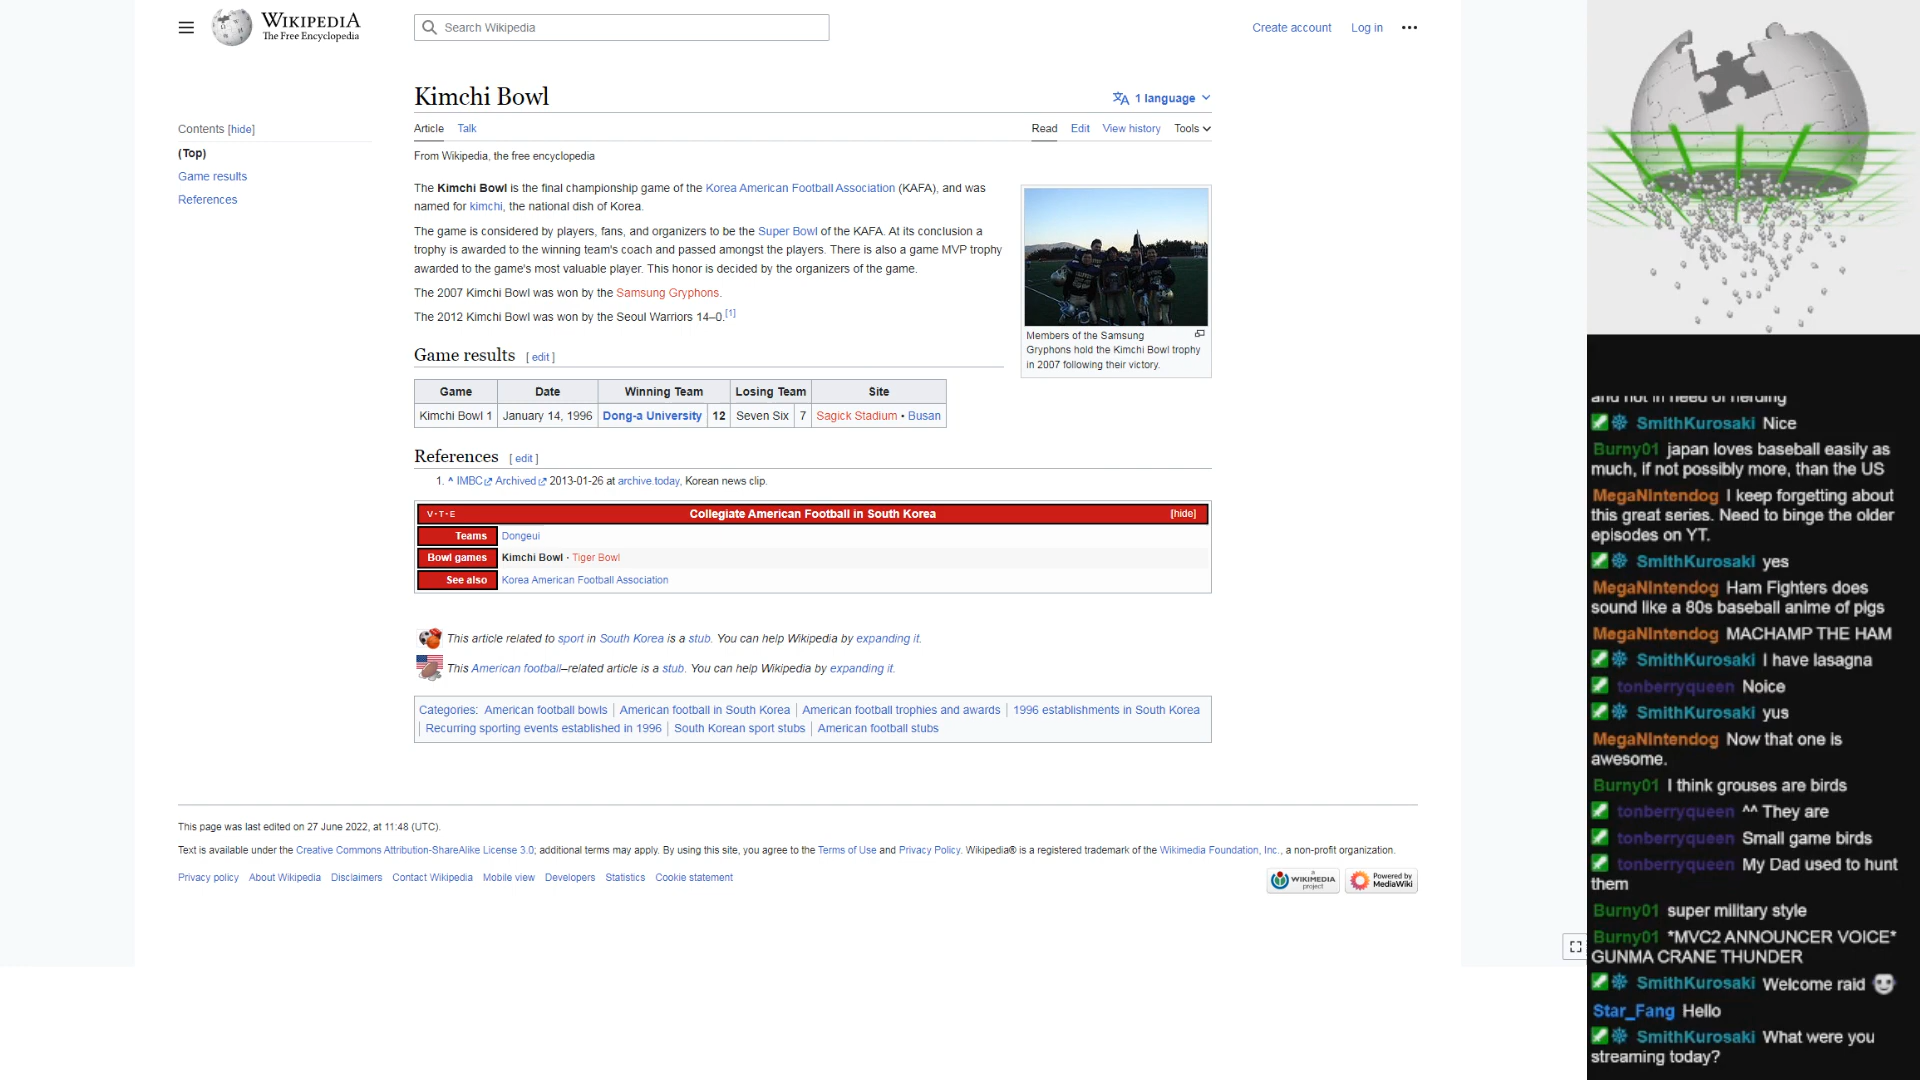 WIKIPEDIA
The Free Encyclopedia
Search Wikipedia
Create account
Log in
Kimchi Bowl
1 language
Contents [hide]
(Top)
Game results
References
Article
Talk
Read
Edit
View history
Tools
From Wikipedia, the free encyclopedia
The Kimchi Bowl is the final championship game of the Korea American Football Association (KAFA), and was
named for kimchi, the national dish of Korea.
The game is considered by players, fans, and organizers to be the Super Bowl of the KAFA. At its conclusion a
trophy is awarded to the winning team's coach and passed amongst the players. There is also a game MVP trophy
awarded to the game's most valuable player. This honor is decided by the organizers of the game.
The 2007 Kimchi Bowl was won by the Samsung Gryphons.
The 2012 Kimchi Bowl was won by the Seoul Warriors 14–0.[1]
Members of the Samsung
Gryphons hold the Kimchi Bowl trophy
in 2007 following their victory.
Game results [ edit ]
Game Date Winning Team Losing Team Site
Kimchi Bowl 1 January 14, 1996 Dong-a University 12 Seven Six 7 Sagick Stadium • Busan
References [ edit ]
1. ^ IMBC Archived 2013-01-26 at archive.today, Korean news clip.
V · T · E Collegiate American Football in South Korea [hide]
Teams Dongeui
Bowl games Kimchi Bowl · Tiger Bowl
See also Korea American Football Association
This article related to sport in South Korea is a stub. You can help Wikipedia by expanding it.
This American football–related article is a stub. You can help Wikipedia by expanding it.
Categories: American football bowls | American football in South Korea | American football trophies and awards | 1996 establishments in South Korea
| Recurring sporting events established in 1996 | South Korean sport stubs | American football stubs
This page was last edited on 27 June 2022, at 11:48 (UTC).
Text is available under the Creative Commons Attribution-ShareAlike License 3.0; additional terms may apply. By using this site, you agree to the Terms of Use and Privacy Policy. Wikipedia® is a registered trademark of the Wikimedia Foundation, Inc., a non-profit organization.
Privacy policy About Wikipedia Disclaimers Contact Wikipedia Mobile view Developers Statistics Cookie statement
a
WIKIMEDIA
project
Powered by
MediaWiki
and not in need of herding
SmithKurosaki Nice
Burny01 japan loves baseball easily as
much, if not possibly more, than the US
MegaNIntendog I keep forgetting about
this great series. Need to binge the older
episodes on YT.
SmithKurosaki yes
MegaNIntendog Ham Fighters does
sound like a 80s baseball anime of pigs
MegaNIntendog MACHAMP THE HAM
SmithKurosaki I have lasagna
tonberryqueen Noice
SmithKurosaki yus
MegaNIntendog Now that one is
awesome.
Burny01 I think grouses are birds
tonberryqueen ^^ They are
tonberryqueen Small game birds
tonberryqueen My Dad used to hunt
them
Burny01 super military style
Burny01 *MVC2 ANNOUNCER VOICE*
GUNMA CRANE THUNDER
SmithKurosaki Welcome raid
Star_Fang Hello
SmithKurosaki What were you
streaming today?